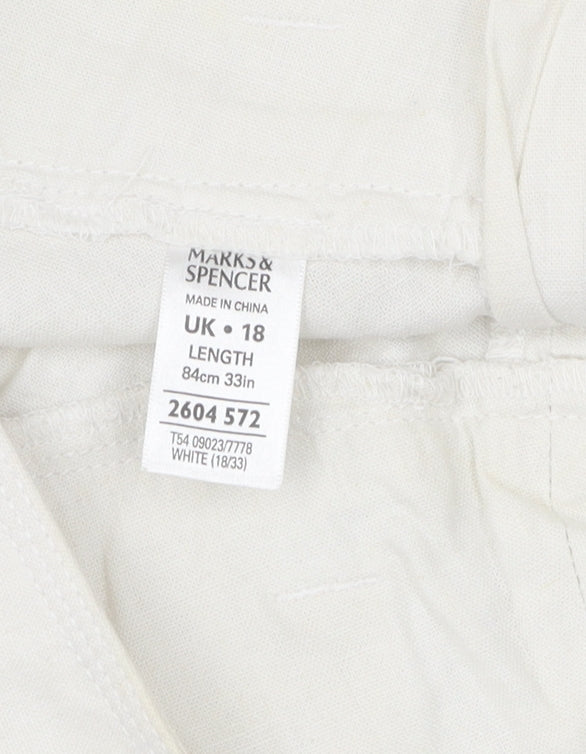 MARKS &
SPENCER
MADE IN CHINA
UK • 18
LENGTH
84cm 33in
2604 572
T54 09023/7778
WHITE (18/33)